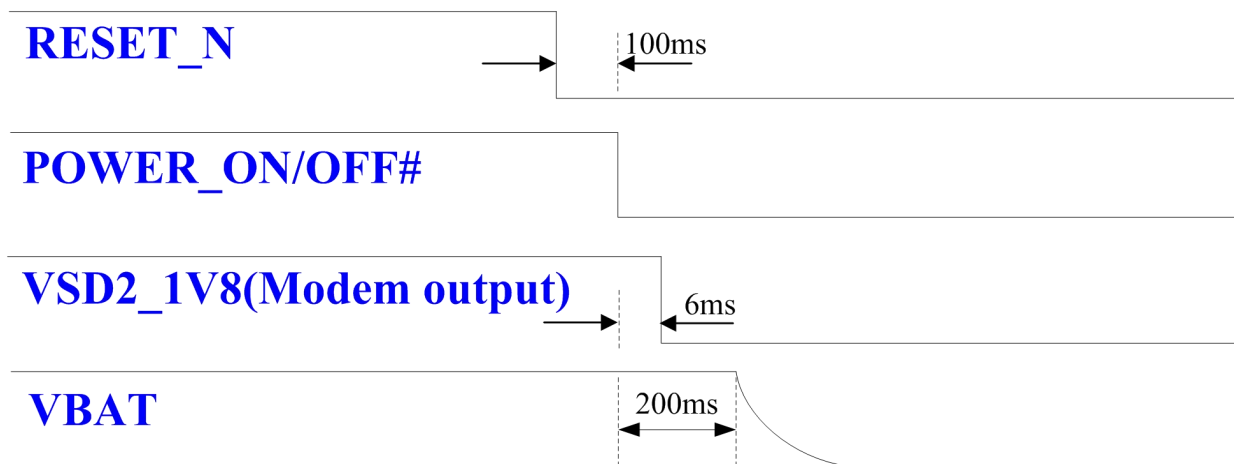 RESET_N
100ms
POWER_ON/OFF#
VSD2_1V8(Modem output)
6ms
VBAT
200ms